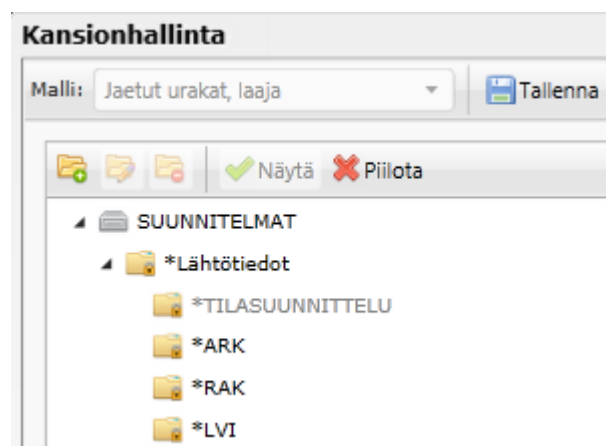 Kansionhallinta
Malli: Jaetut urakat, laaja Tallenna
Näytä Piilota
SUUNNITELMAT
*Lähtötiedot
*TILASUUNNITTELU
*ARK
*RAK
*LVI